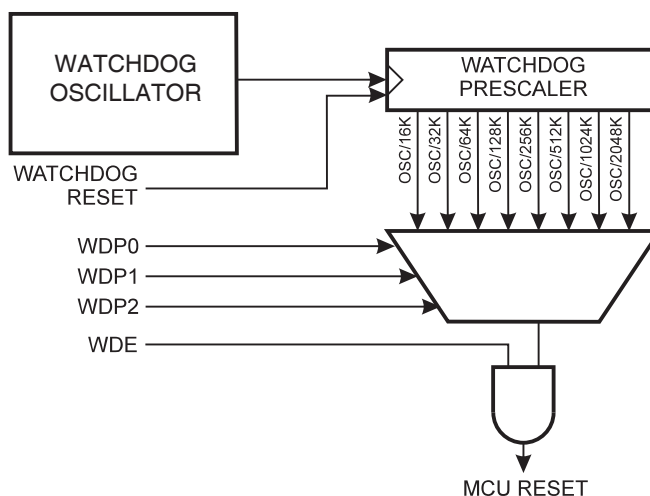 WATCHDOG
OSCILLATOR
WATCHDOG
PRESCALER
WATCHDOG
RESET
OSC/16K
OSC/32K
OSC/64K
OSC/128K
OSC/256K
OSC/512K
OSC/1024K
OSC/2048K
WDP0
WDP1
WDP2
WDE
MCU RESET